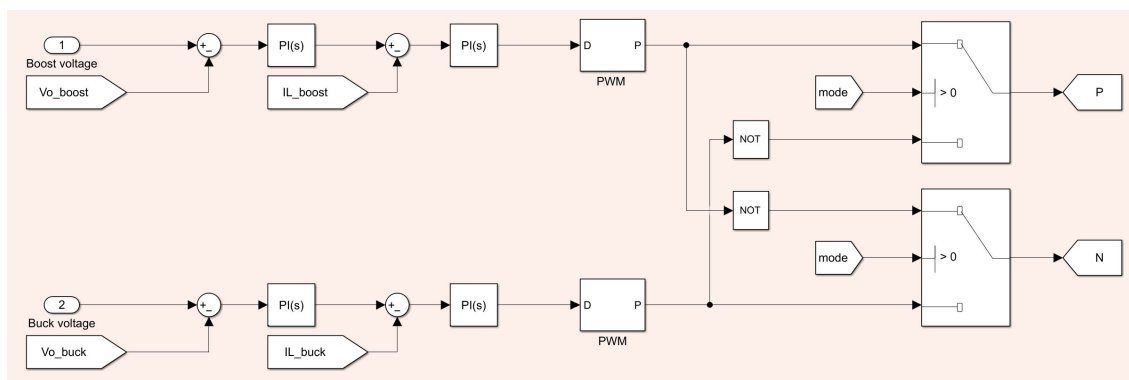 1
+
−
PI(s)
+
−
PI(s)
D
P
PWM
Boost voltage
Vo_boost
IL_boost
mode
> 0
P
NOT
NOT
mode
> 0
N
2
+
−
PI(s)
+
−
PI(s)
D
P
PWM
Buck voltage
Vo_buck
IL_buck